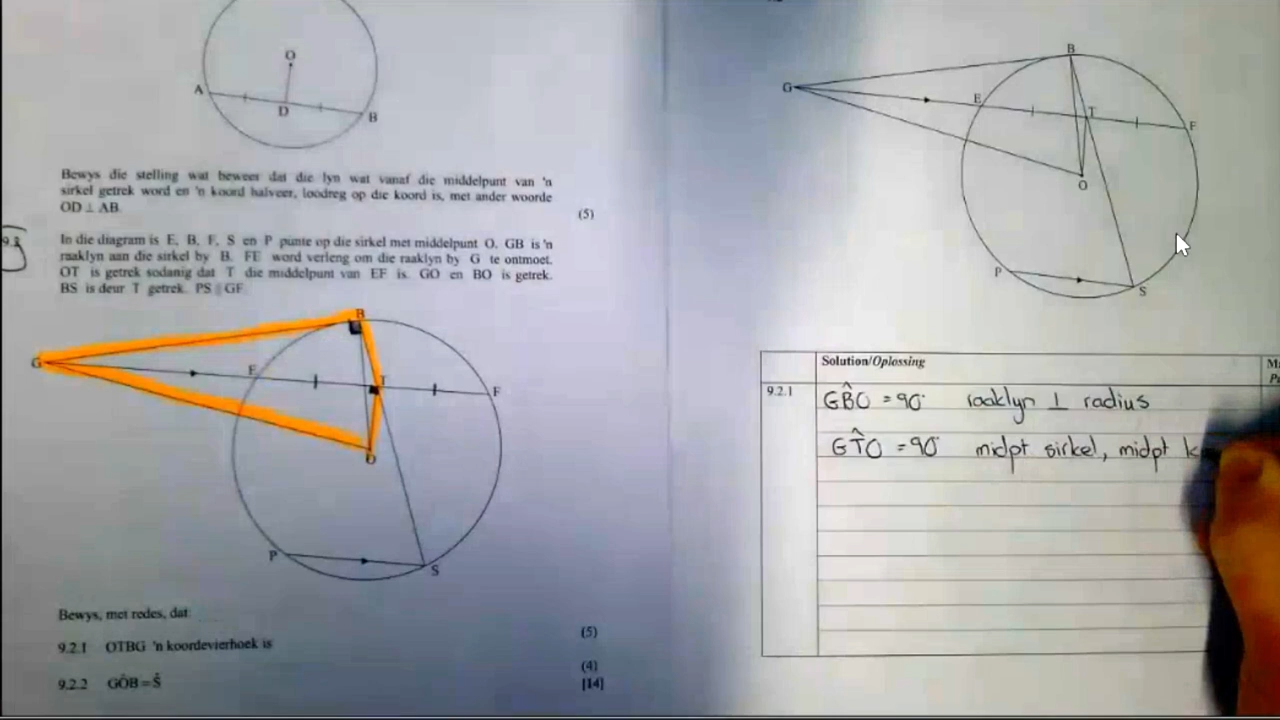 O
A
D
B
Bewys die stelling wat beweer dat die lyn wat vanaf die middelpunt van 'n
sirkel getrek word en 'n koord halveer, loodreg op die koord is, met ander woorde
OD ⊥ AB.
(5)
In die diagram is E, B, F, S en P punte op die sirkel met middelpunt O. GB is 'n
raaklyn aan die sirkel by B. FE word verleng om die raaklyn by G te ontmoet.
OT is getrek sodanig dat T die middelpunt van EF is. GO en BO is getrek.
BS is deur T getrek. PS || GF
B
G
E
T
F
O
P
S
Bewys, met redes, dat
9.2.1 OTBG 'n koordevierhoek is
(5)
9.2.2 GÔB = Ŝ
(4)
[14]
B
G
E
T
F
O
P
S
Solution/Oplossing
9.2.1
GB̂O = 90° raaklyn ⊥ radius
GT̂O = 90° midpt sirkel, midpt